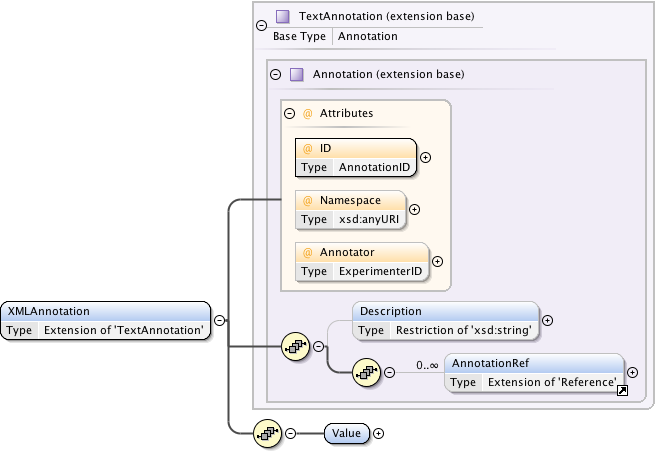 TextAnnotation (extension base)
Base Type Annotation
Annotation (extension base)
@ Attributes
@ ID
Type AnnotationID
@ Namespace
Type xsd:anyURI
@ Annotator
Type ExperimenterID
XMLAnnotation
Type Extension of 'TextAnnotation'
Description
Type Restriction of 'xsd:string'
0..∞
AnnotationRef
Type Extension of 'Reference'
Value